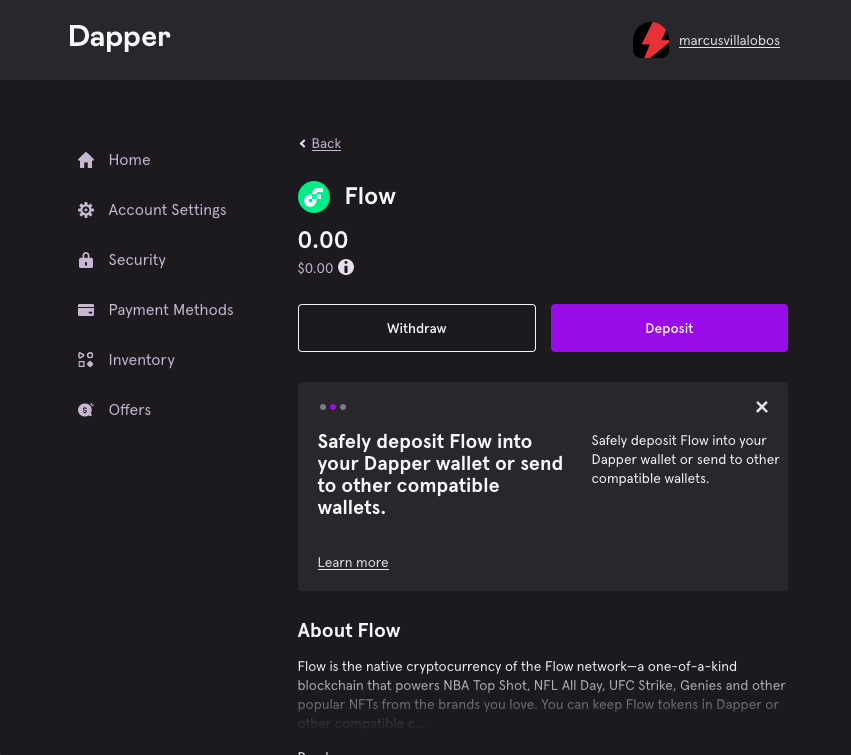 Dapper
marcusvillalobos
Home
Account Settings
Security
Payment Methods
Inventory
Offers
Back
Flow
0.00
$0.00
Withdraw
Deposit
Safely deposit Flow into
your Dapper wallet or send
to other compatible
wallets.
Safely deposit Flow into your
Dapper wallet or send to other
compatible wallets.
Learn more
About Flow
Flow is the native cryptocurrency of the Flow network—a one-of-a-kind
blockchain that powers NBA Top Shot, NFL All Day, UFC Strike, Genies and other
popular NFTs from the brands you love. You can keep Flow tokens in Dapper or
other compatible c...